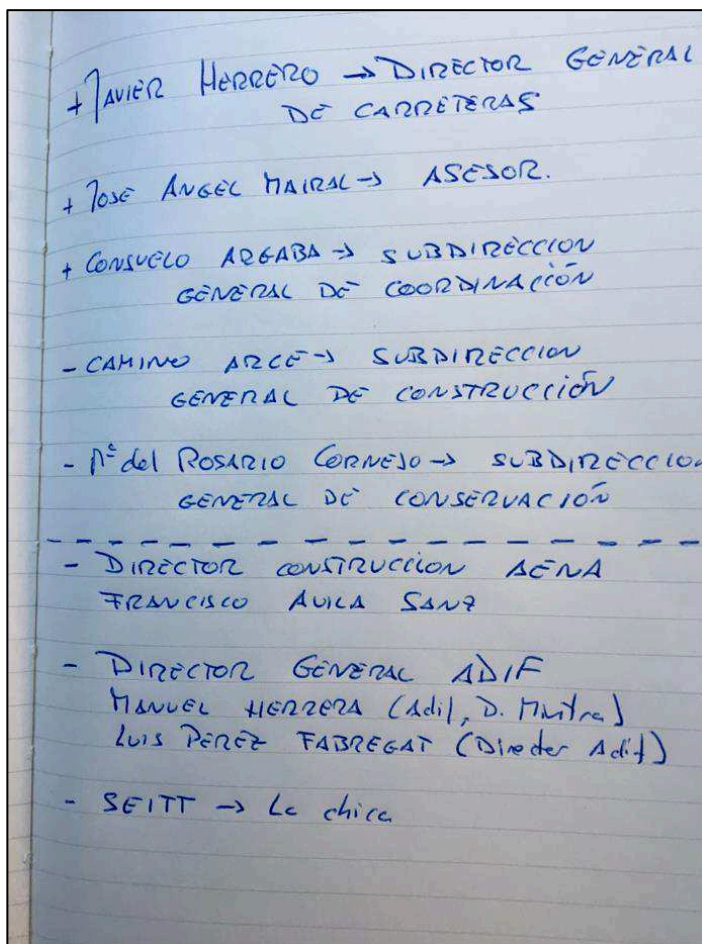 + JAVIER HERRERO → DIRECTOR GENERAL
DE CARRETERAS
+ JOSE ANGEL MAIRAL → ASESOR.
+ CONSUELO ARGABA → SUBDIRECCION
GENERAL DE COORDINACIÓN
- CAMINO ARCE → SUBDIRECCION
GENERAL DE CONSTRUCCIÓN
- Mª del ROSARIO CORNEJO → SUBDIRECCION
GENERAL DE CONSERVACIÓN
- DIRECTOR CONSTRUCCION AENA
FRANCISCO AVILA SANZ
- DIRECTOR GENERAL ADIF
MANUEL HERRERA (Adif, D.
LUIS PEREZ FABREGAT (Director Adif)
- SEITT → La chica